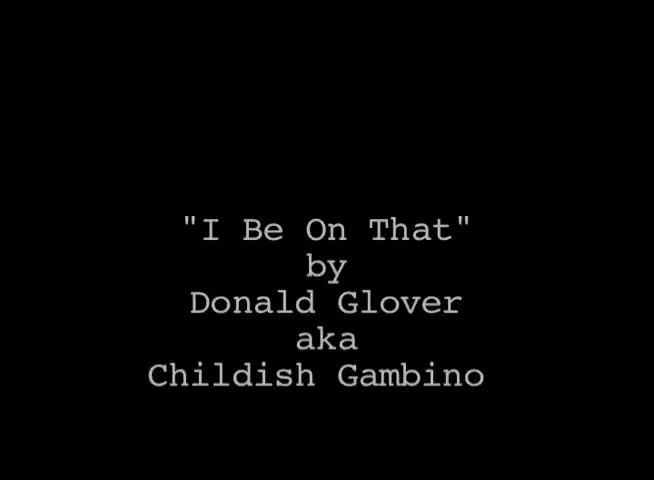 "I Be On That"
by
Donald Glover
aka
Childish Gambino